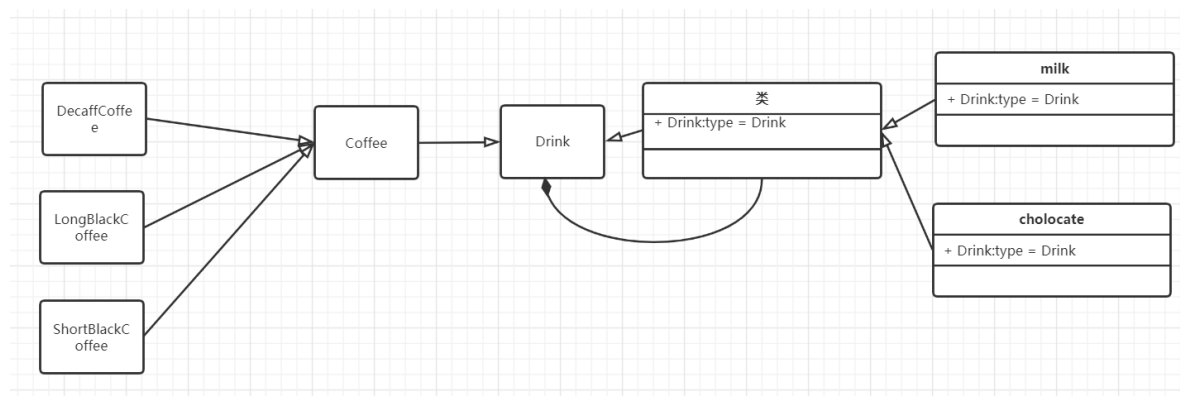 DecaffCoffe
e
LongBlackC
offee
ShortBlackC
offee
Coffee
Drink
类
+ Drink:type = Drink
milk
+ Drink:type = Drink
cholocate
+ Drink:type = Drink